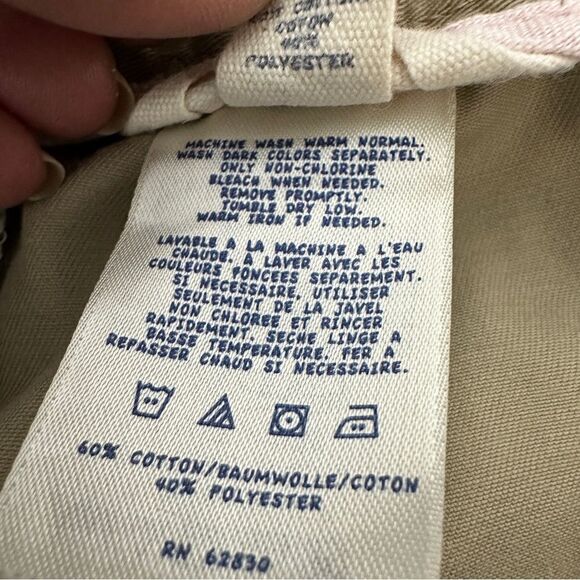 COTTON
40%
POLYESTER
MACHINE WASH WARM NORMAL.
WASH DARK COLORS SEPARATELY.
ONLY NON-CHLORINE
BLEACH WHEN NEEDED.
REMOVE PROMPTLY.
TUMBLE DRY LOW.
WARM IRON IF NEEDED.
LAVABLE A LA MACHINE A L'EAU
CHAUDE. A LAVER AVEC LES
COULEURS FONCEES SEPAREMENT.
SI NECESSAIRE, UTILISER
SEULEMENT DE LA JAVEL
NON CHLOREE ET RINCER
RAPIDEMENT. SECHE LINGE A
BASSE TEMPERATURE. FER A
REPASSER CHAUD SI NECESSAIRE.
60% COTTON/BAUMWOLLE/COTON
40% POLYESTER
RN 62830